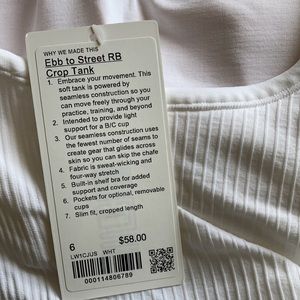 WHY WE MADE THIS
Ebb to Street RB
Crop Tank
1. Embrace your movement. This
soft tank is powered by
seamless construction so you
can move freely through your
practice, training, and beyond
2. Intended to provide light
support for a B/C cup
3. Our seamless construction uses
the fewest number of seams to
create gear that glides across
skin so you can skip the chafe
4. Fabric is sweat-wicking and
four-way stretch
5. Built-in shelf bra for added
support and coverage
6. Pockets for optional, removable
cups
7. Slim fit, cropped length
6 $58.00
LW1CJUS WHT
000114806789